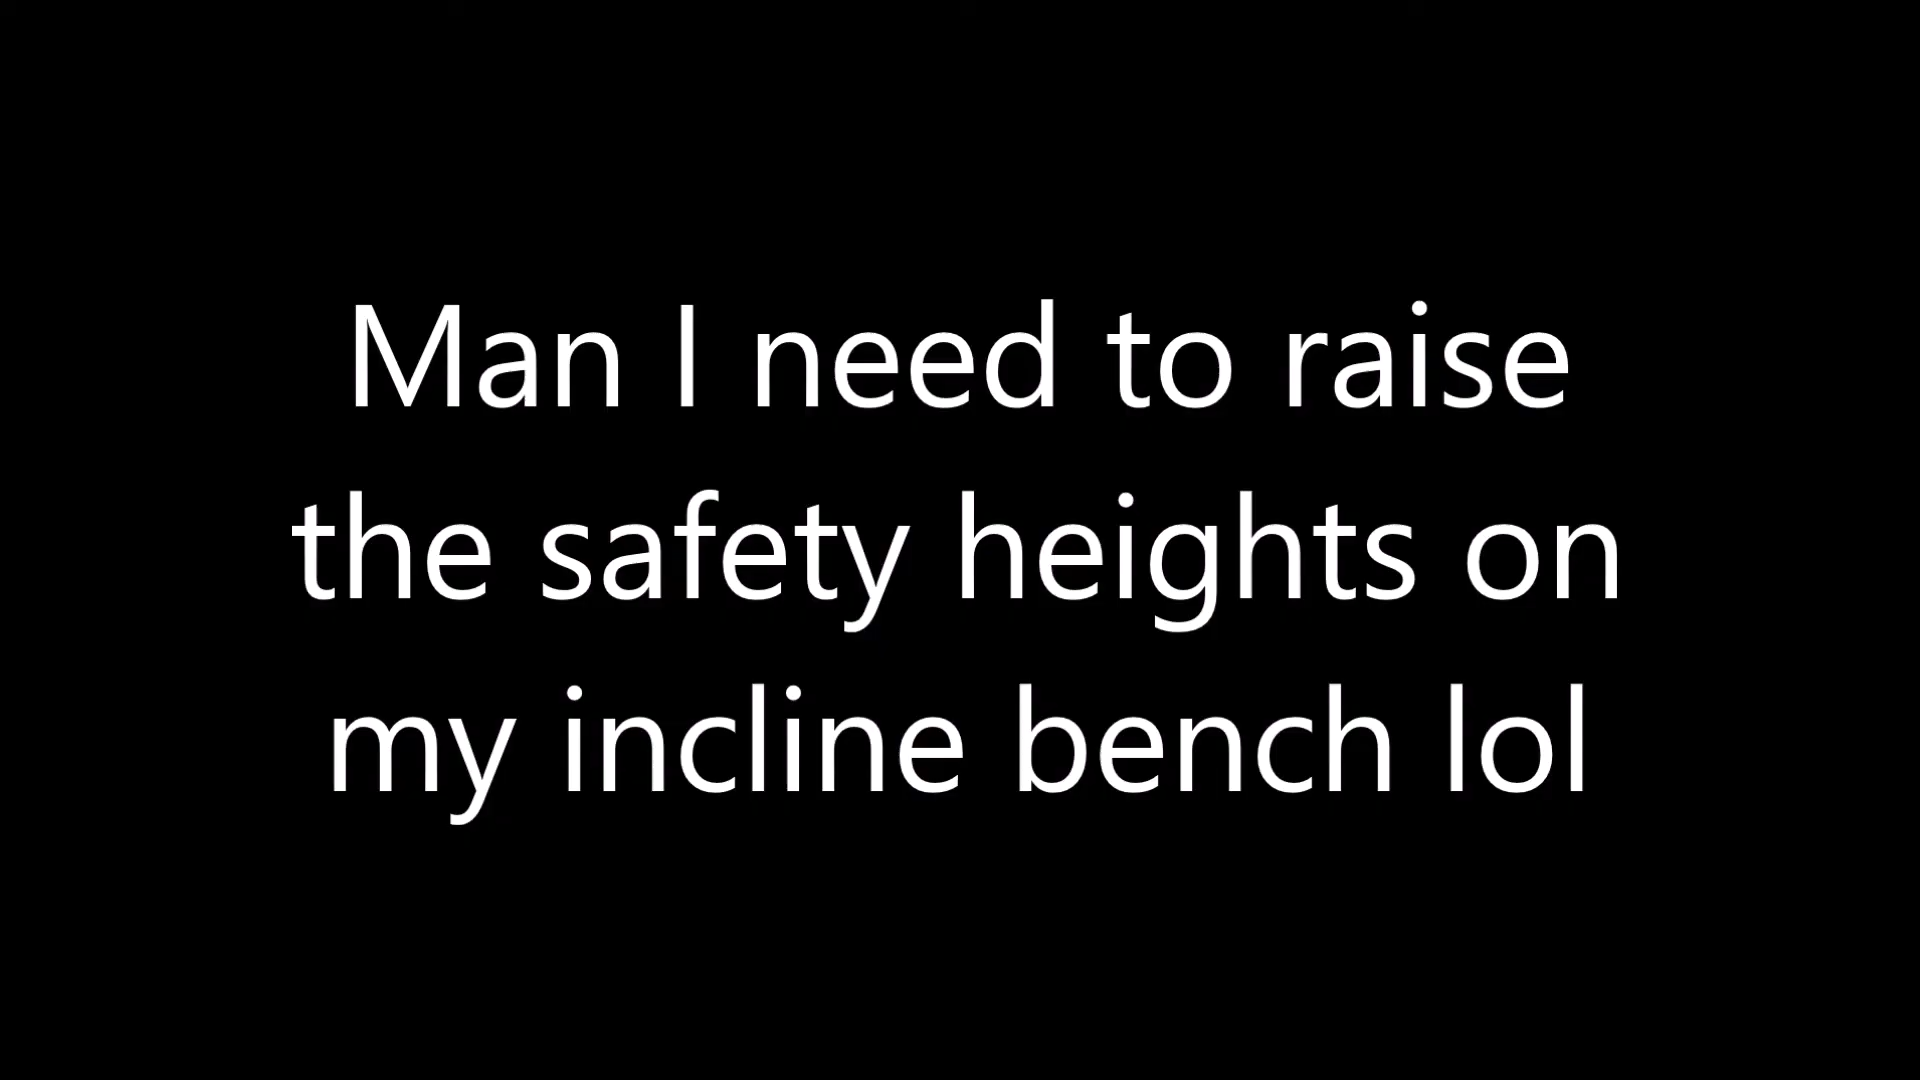 Man I need to raise
the safety heights on
my incline bench lol